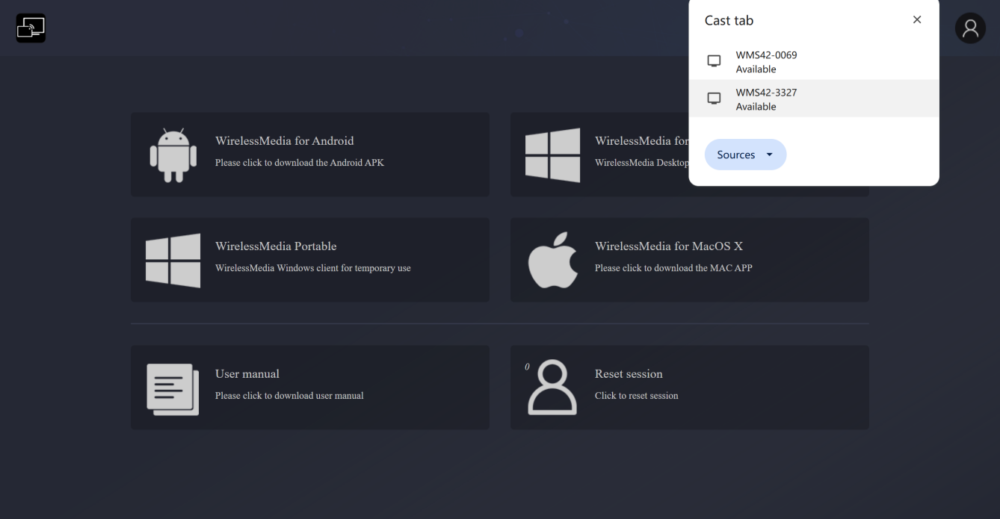 Cast tab
WMS42-0069
Available
WMS42-3327
Available
Sources
WirelessMedia for Android
Please click to download the Android APK
WirelessMedia for
WirelessMedia Desktop
WirelessMedia Portable
WirelessMedia Windows client for temporary use
WirelessMedia for MacOS X
Please click to download the MAC APP
User manual
Please click to download user manual
0
Reset session
Click to reset session